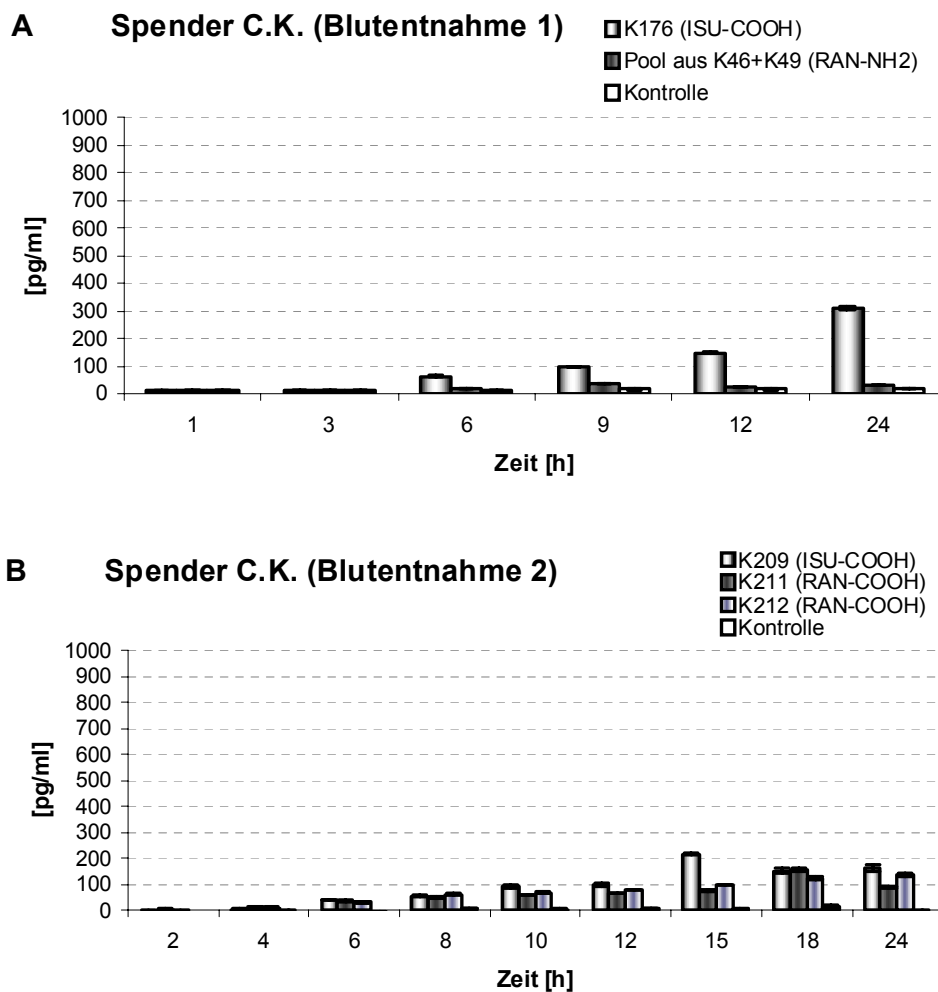 A Spender C.K. (Blutentnahme 1)
K176 (ISU-COOH)
Pool aus K46+K49 (RAN-NH2)
Kontrolle
1000
900
800
700
600
500
400
300
200
100
0
[pg/ml]
1 3 6 9 12 24
Zeit [h]
B Spender C.K. (Blutentnahme 2)
K209 (ISU-COOH)
K211 (RAN-COOH)
K212 (RAN-COOH)
Kontrolle
1000
900
800
700
600
500
400
300
200
100
0
[pg/ml]
2 4 6 8 10 12 15 18 24
Zeit [h]